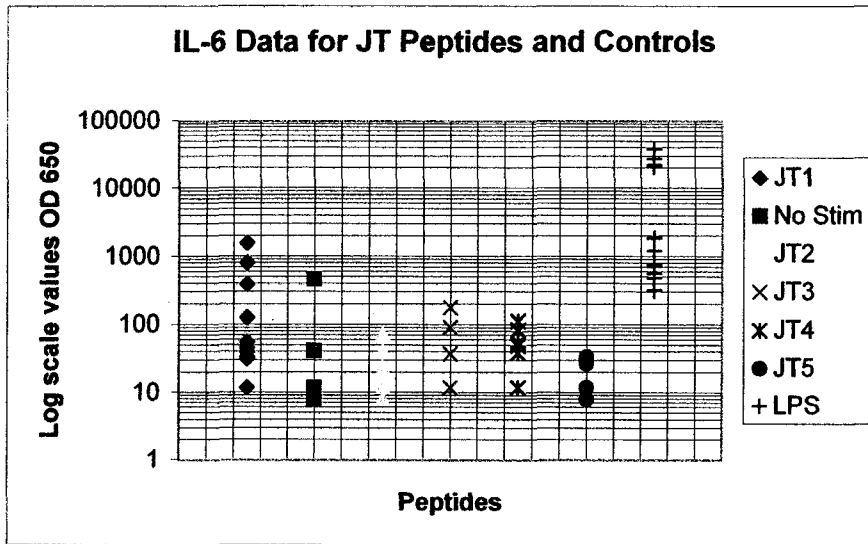 IL-6 Data for JT Peptides and Controls
Log scale values OD 650
100000
10000
1000
100
10
1
Peptides
JT1
No Stim
JT2
JT3
JT4
JT5
LPS